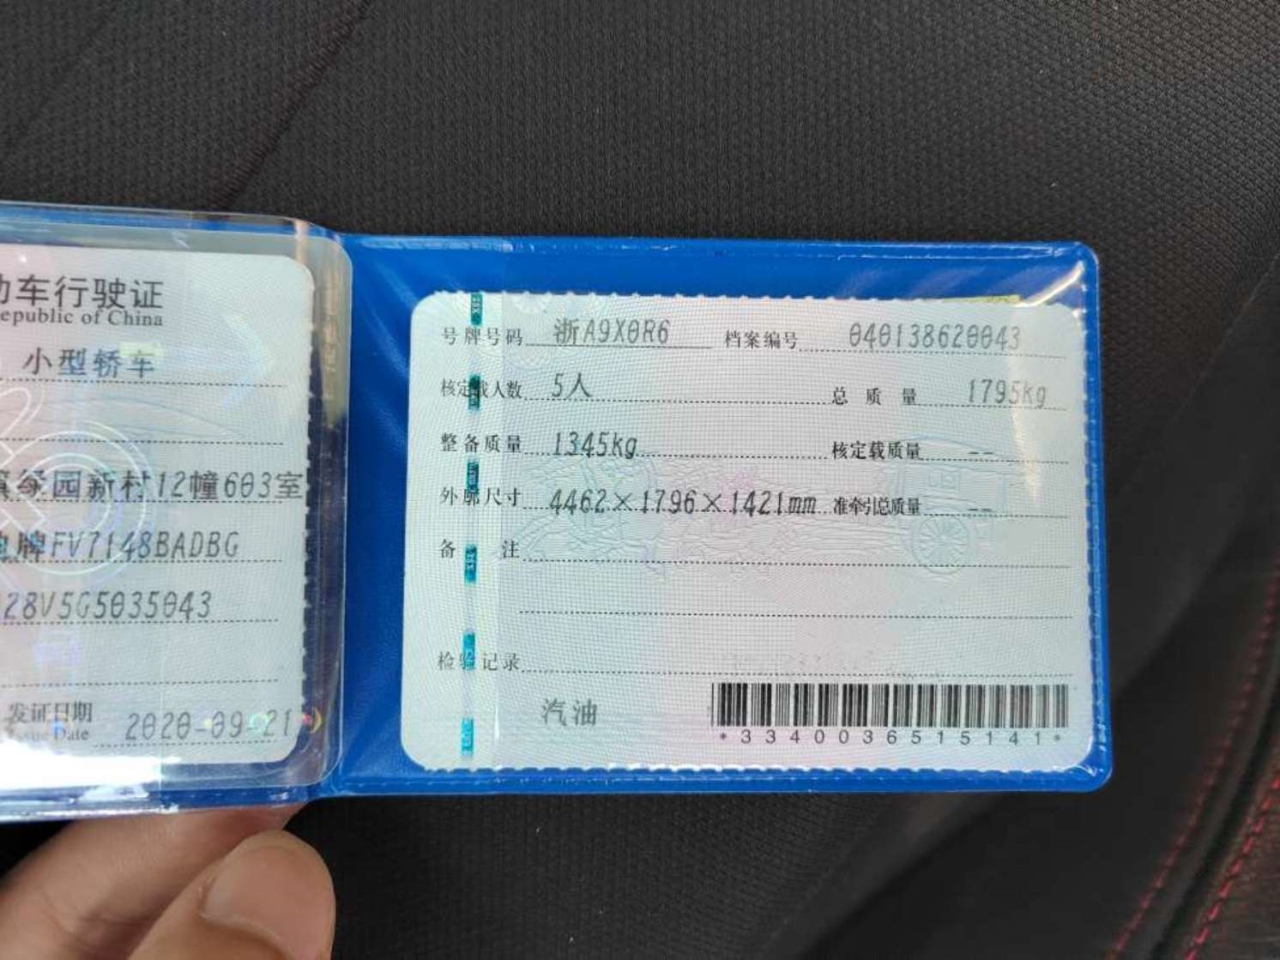 动车行驶证
epublic of China
小型轿车
绿园新村12幢603室
牌FV7148BADBG
28V5G5035043
发证日期
Issue Date
2020-09-21
号牌号码 浙A9X0R6 档案编号 040138620043
核定载人数 5人 总质量 1795kg
整备质量 1345kg 核定载质量 --
外廓尺寸 4462×1796×1421mm 准牵引总质量 --
备注
检验记录
汽油
*3340036515141*